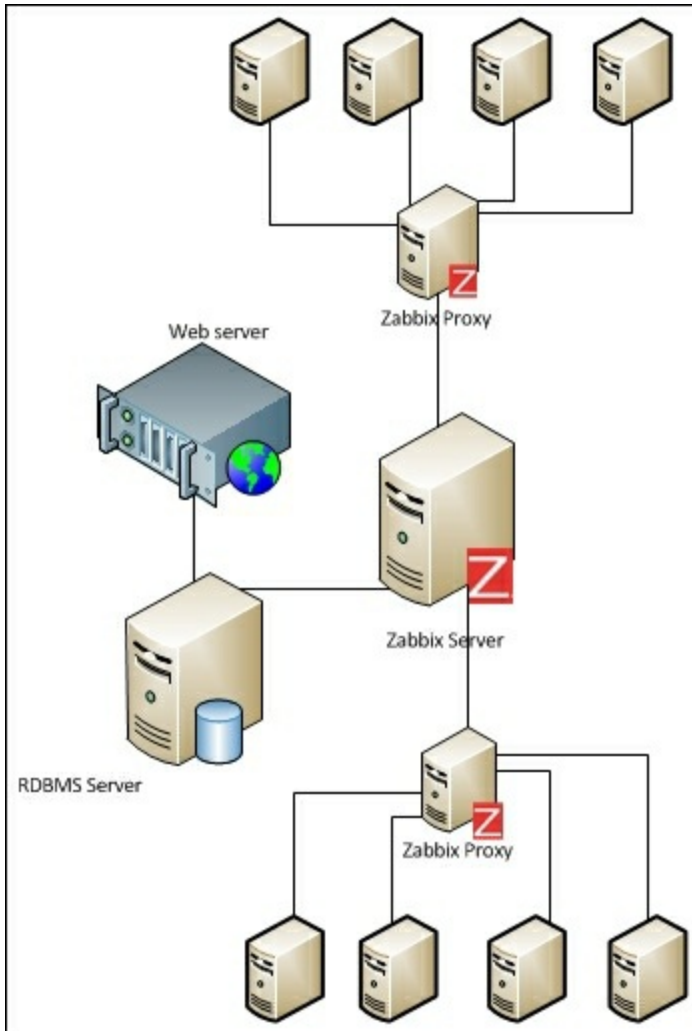 Z
Zabbix Proxy
Web server
Z
Zabbix Server
RDBMS Server
Z
Zabbix Proxy